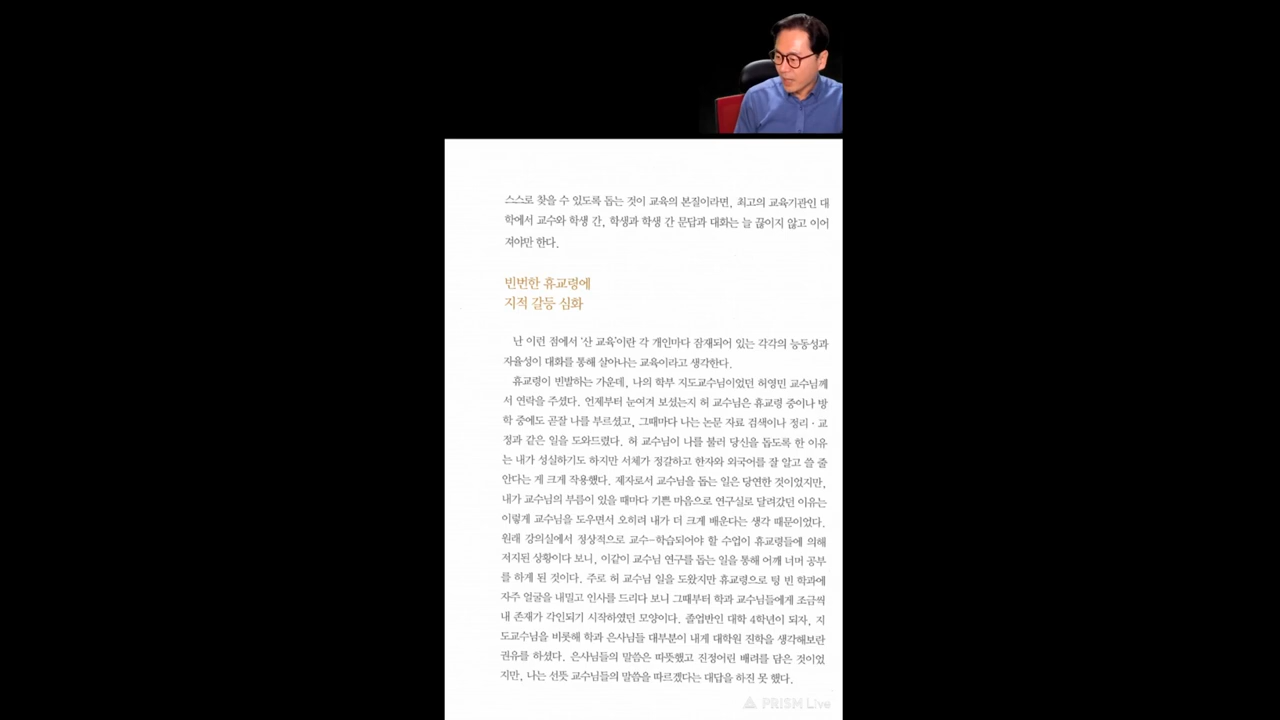 스스로 찾을 수 있도록 돕는 것이 교육의 본질이라면, 최고의 교육기관인 대
학에서 교수와 학생 간, 학생과 학생 간 문답과 대화는 늘 끊이지 않고 이어
져야만 한다.
빈번한 휴교령에
지적 갈등 심화
난 이런 점에서 '산 교육'이란 각 개인마다 잠재되어 있는 각각의 능동성과
자율성이 대화를 통해 살아나는 교육이라고 생각한다.
휴교령이 빈발하는 가운데, 나의 학부 지도교수님이었던 허영민 교수님께
서 연락을 주셨다. 언제부터 눈여겨 보셨는지 허 교수님은 휴교령 중이나 방
학 중에도 곧잘 나를 부르셨고, 그때마다 나는 논문 자료 검색이나 정리·교
정과 같은 일을 도와드렸다. 허 교수님이 나를 불러 당신을 돕도록 한 이유
는 내가 성실하기도 하지만 서체가 정갈하고 한자와 외국어를 잘 알고 쓸 줄
안다는 게 크게 작용했다. 제자로서 교수님을 돕는 일은 당연한 것이었지만,
내가 교수님의 부름이 있을 때마다 기쁜 마음으로 연구실로 달려갔던 이유는
이렇게 교수님을 도우면서 오히려 내가 더 크게 배운다는 생각 때문이었다.
원래 강의실에서 정상적으로 교수-학습되어야 할 수업이 휴교령들에 의해
저지된 상황이다 보니, 이같이 교수님 연구를 돕는 일을 통해 어깨 너머 공부
를 하게 된 것이다. 주로 허 교수님 일을 도왔지만 휴교령으로 텅 빈 학과에
자주 얼굴을 내밀고 인사를 드리다 보니 그때부터 학과 교수님들에게 조금씩
내 존재가 각인되기 시작하였던 모양이다. 졸업반인 대학 4학년이 되자, 지
도교수님을 비롯해 학과 은사님들 대부분이 내게 대학원 진학을 생각해보란
권유를 하셨다. 은사님들의 말씀은 따뜻했고 진정어린 배려를 담은 것이었
지만, 나는 선뜻 교수님들의 말씀을 따르겠다는 대답을 하진 못 했다.
PRISM Live